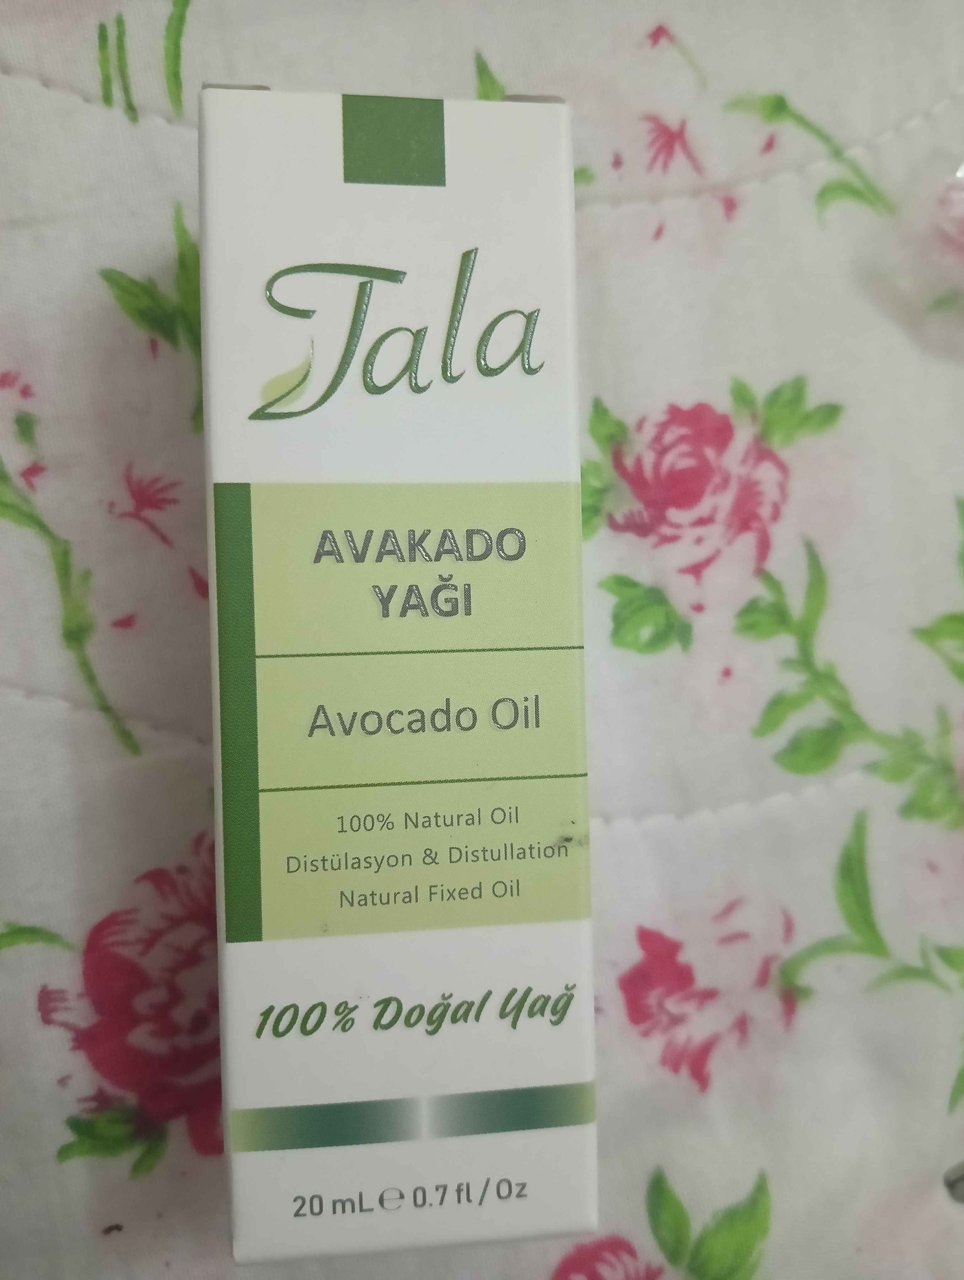 Tala
AVAKADO
YAĞI
Avocado Oil
100% Natural Oil
Distülasyon & Distullation
Natural Fixed Oil
100% Doğal Yağ
20 mL ℮ 0.7 fl / Oz